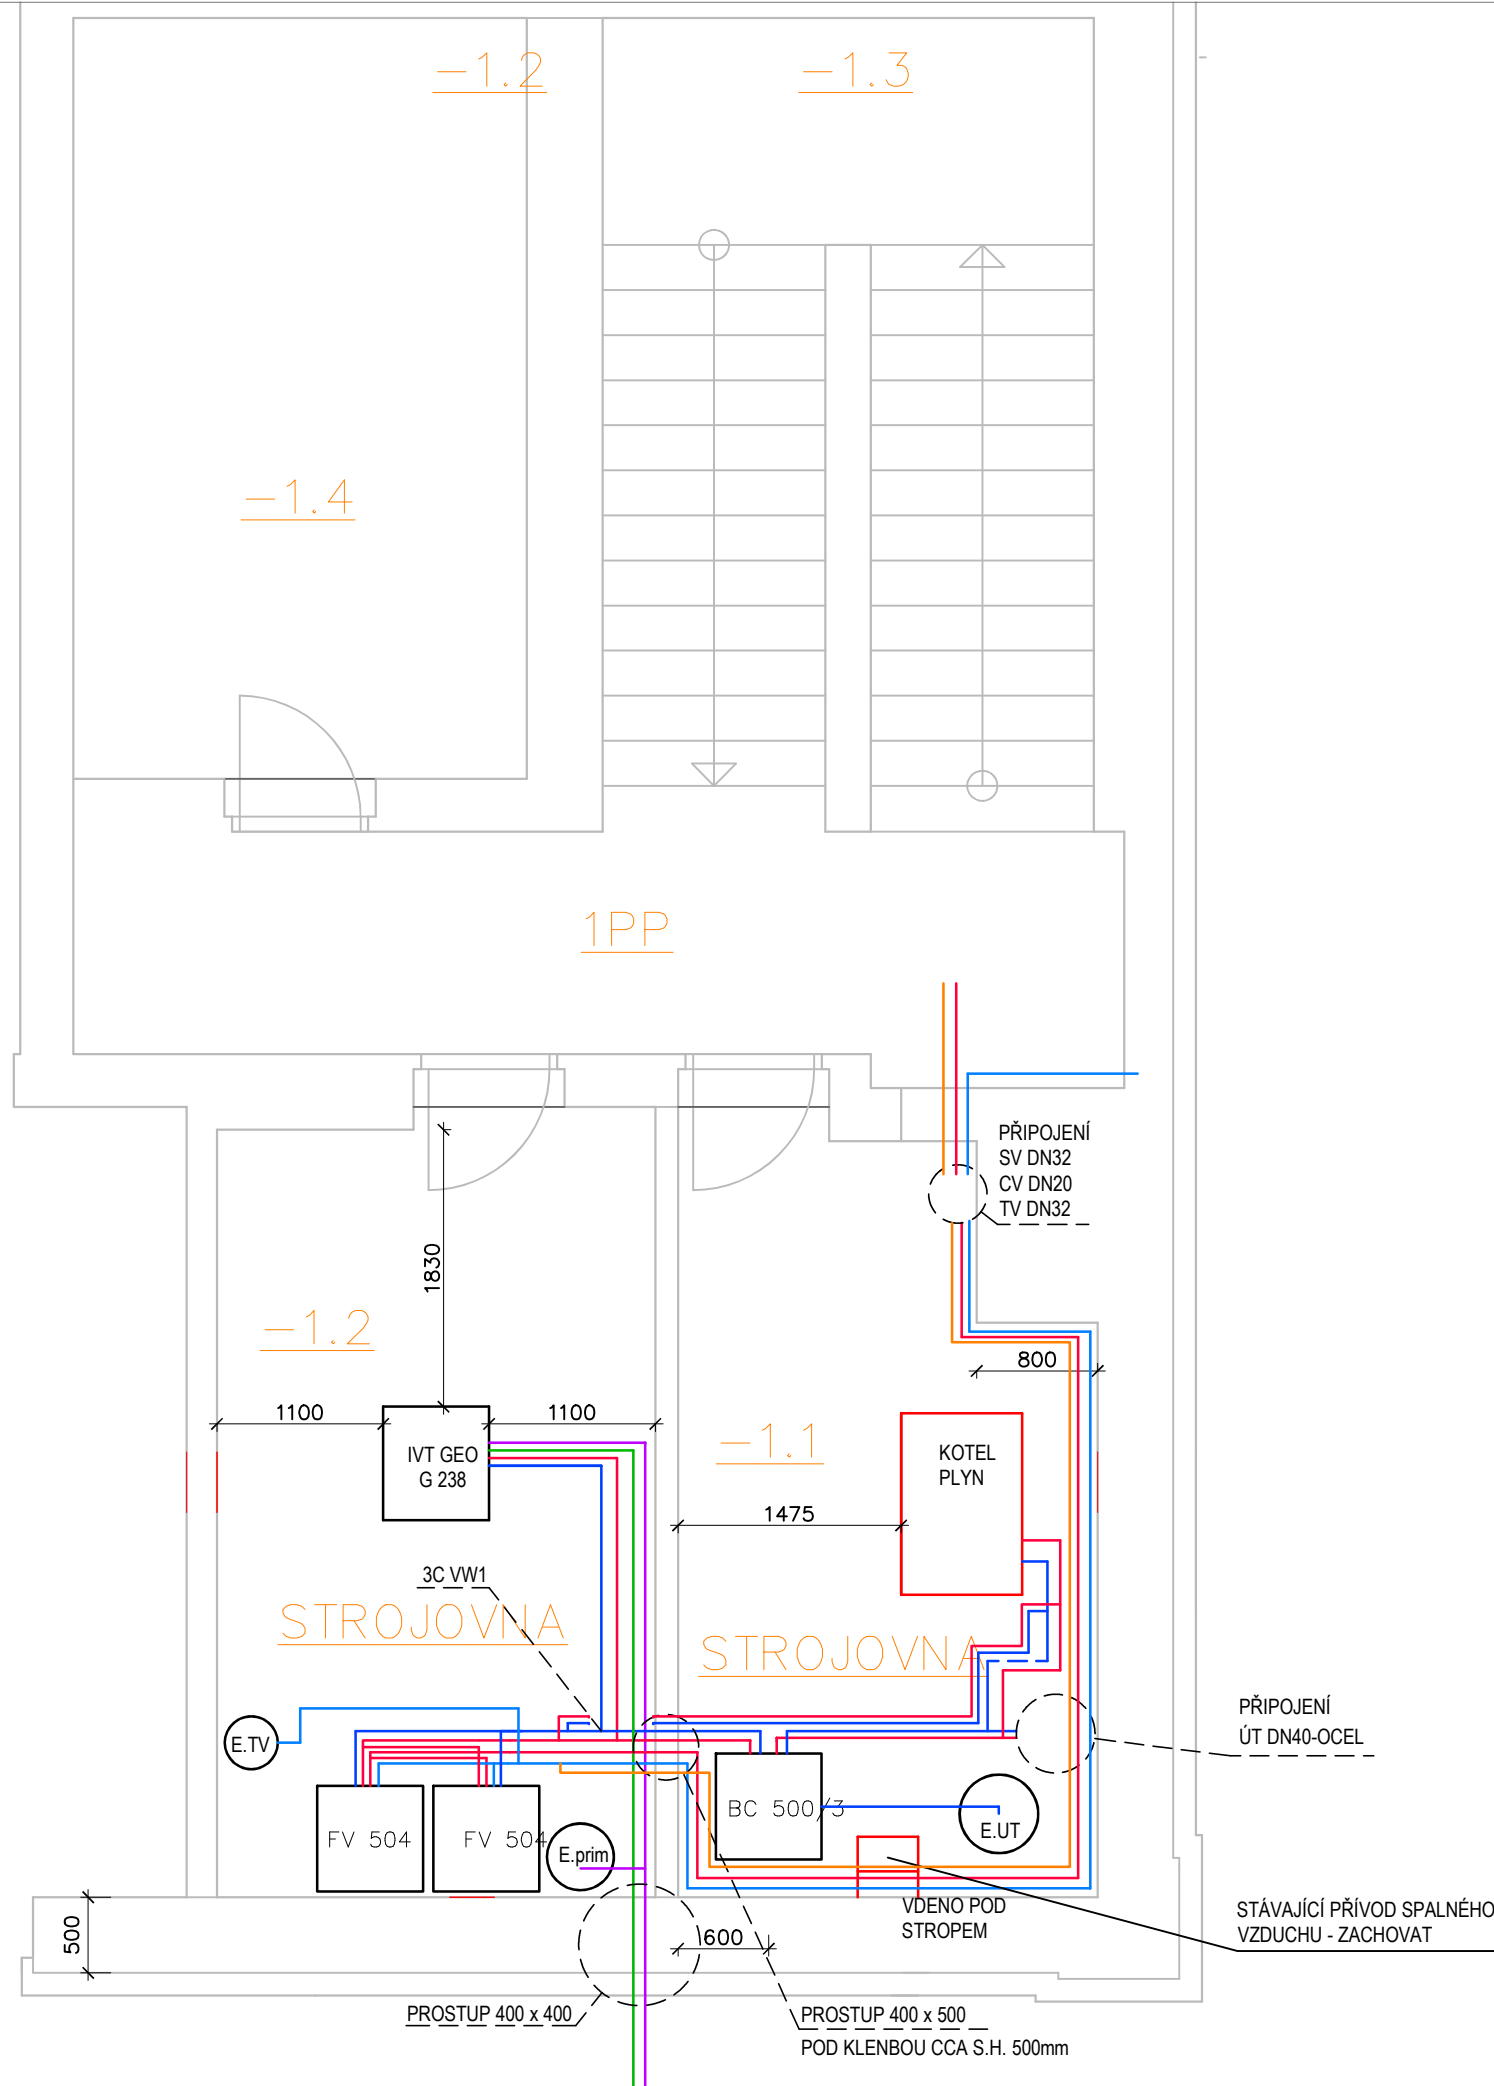 -1.2
-1.3
-1.4
1PP
PŘIPOJENÍ
SV DN32
CV DN20
TV DN32
1830
-1.2
800
1100
1100
IVT GEO
G 238
-1.1
KOTEL
PLYN
1475
3C VW1
STROJOVNA
STROJOVNA
PŘIPOJENÍ
ÚT DN40-OCEL
E.TV
BC 500/3
E.UT
FV 504
FV 504
E.prim
VDENO POD
STROPEM
STÁVAJÍCÍ PŘÍVOD SPALNÉHO
VZDUCHU - ZACHOVAT
500
600
PROSTUP 400 x 400
PROSTUP 400 x 500
POD KLENBOU CCA S.H. 500mm